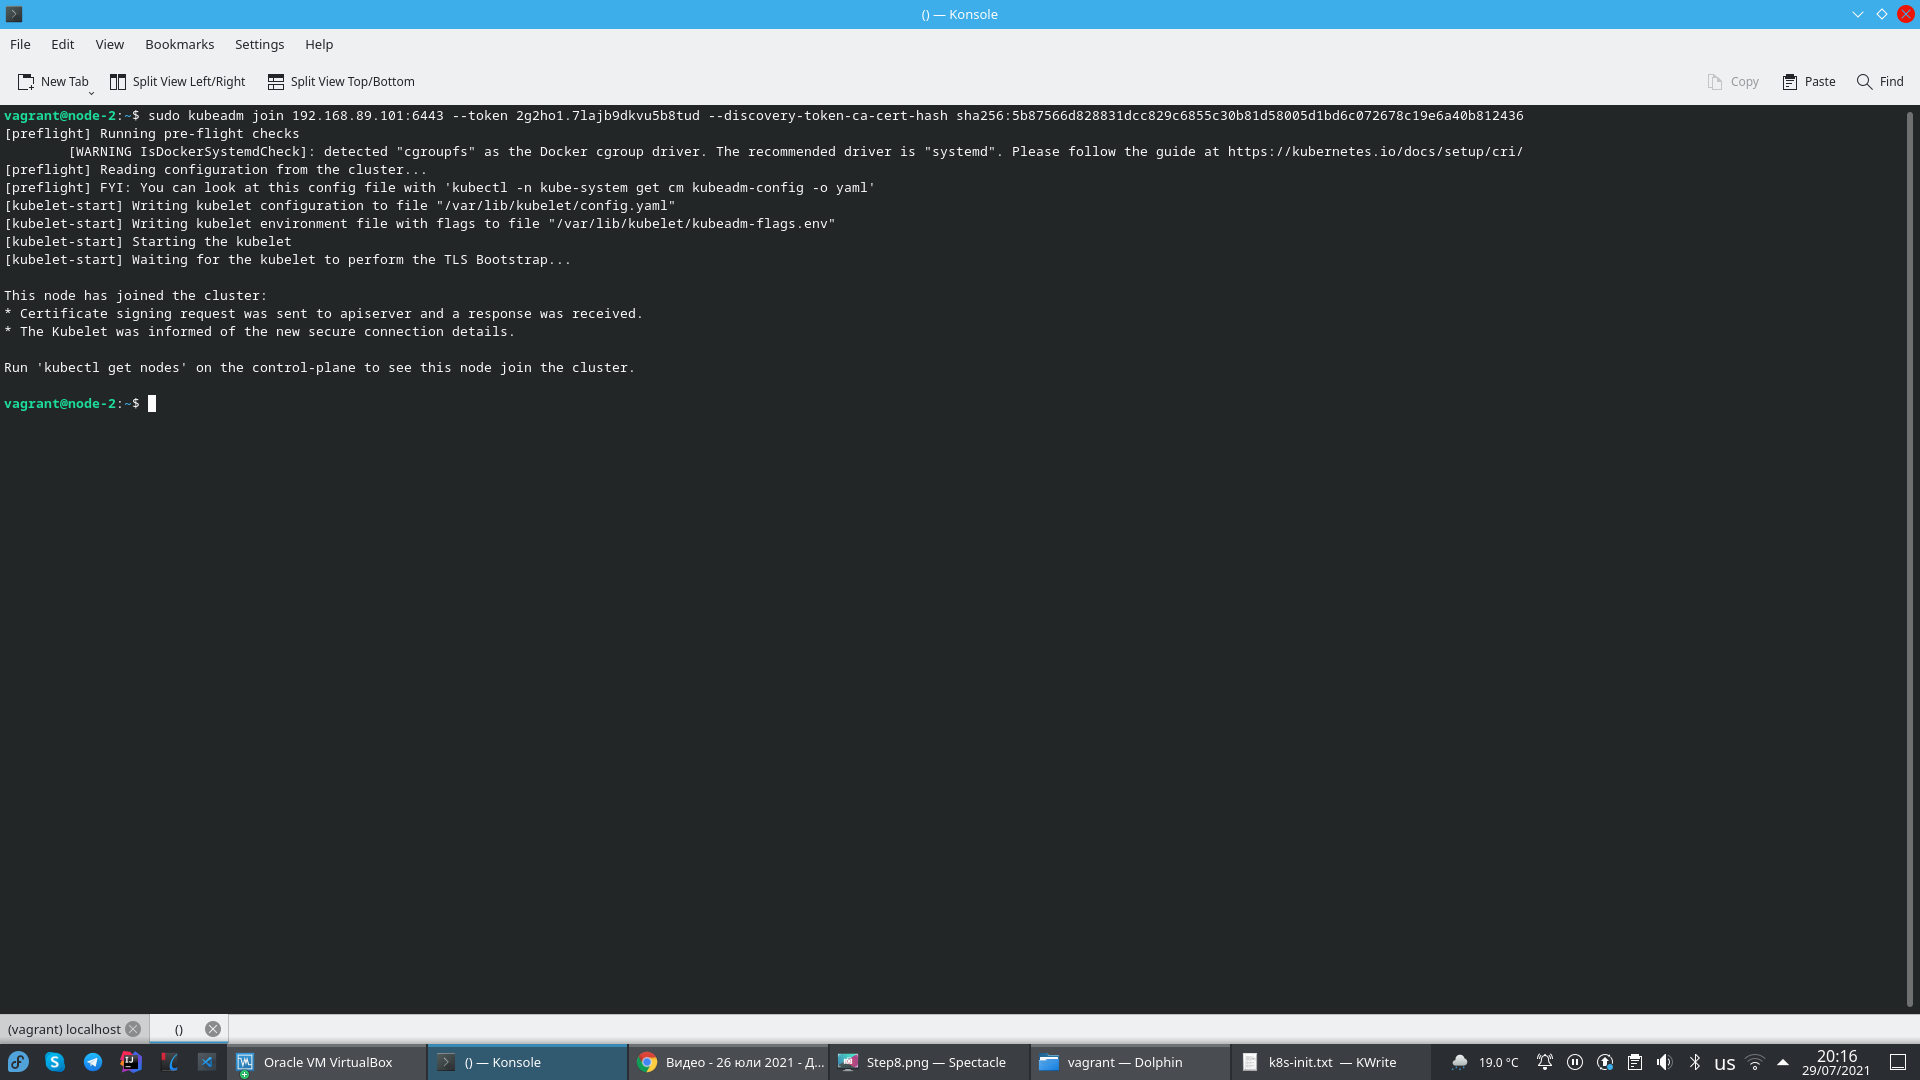 () — Konsole
File Edit View Bookmarks Settings Help
New Tab Split View Left/Right Split View Top/Bottom Copy Paste Find
vagrant@node-2:~$ sudo kubeadm join 192.168.89.101:6443 --token 2g2ho1.7lajb9dkvu5b8tud --discovery-token-ca-cert-hash sha256:5b87566d828831dcc829c6855c30b81d58005d1bd6c072678c19e6a40b812436
[preflight] Running pre-flight checks
[WARNING IsDockerSystemdCheck]: detected "cgroupfs" as the Docker cgroup driver. The recommended driver is "systemd". Please follow the guide at https://kubernetes.io/docs/setup/cri/
[preflight] Reading configuration from the cluster...
[preflight] FYI: You can look at this config file with 'kubectl -n kube-system get cm kubeadm-config -o yaml'
[kubelet-start] Writing kubelet configuration to file "/var/lib/kubelet/config.yaml"
[kubelet-start] Writing kubelet environment file with flags to file "/var/lib/kubelet/kubeadm-flags.env"
[kubelet-start] Starting the kubelet
[kubelet-start] Waiting for the kubelet to perform the TLS Bootstrap...
This node has joined the cluster:
* Certificate signing request was sent to apiserver and a response was received.
* The Kubelet was informed of the new secure connection details.
Run 'kubectl get nodes' on the control-plane to see this node join the cluster.
vagrant@node-2:~$
(vagrant) localhost ()
Oracle VM VirtualBox () — Konsole Видео - 26 юли 2021 - Д... Step8.png — Spectacle vagrant — Dolphin k8s-init.txt — KWrite 19.0 °C us 20:16
29/07/2021